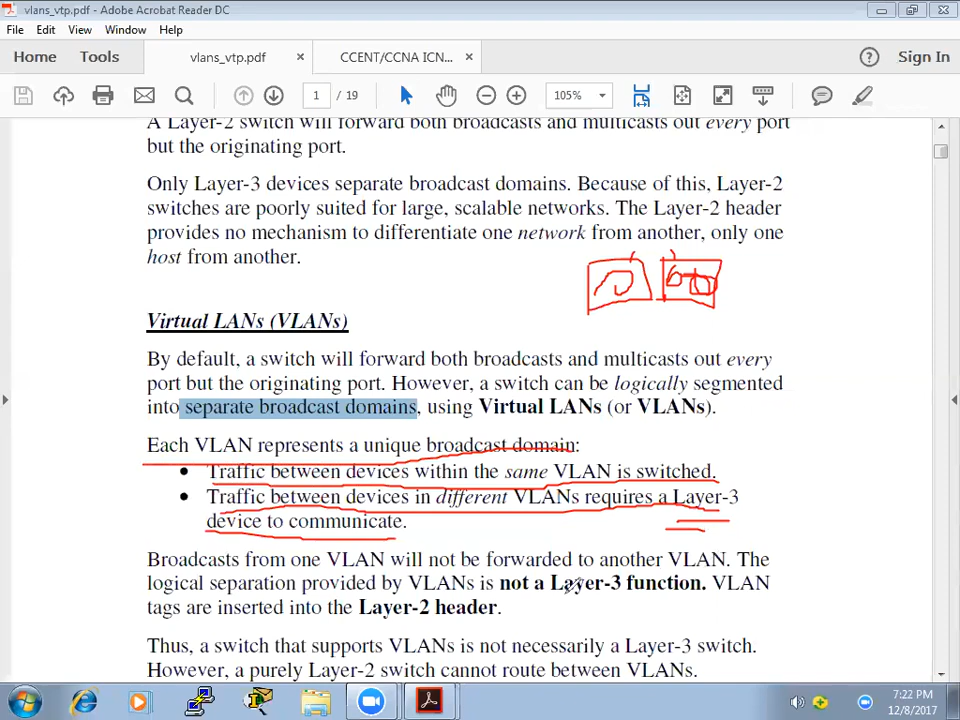 vlans_vtp.pdf - Adobe Acrobat Reader DC
File Edit View Window Help
Home Tools vlans_vtp.pdf × CCENT/CCNA ICN... × ? Sign In
1 / 19 105%
A Layer-2 switch will forward both broadcasts and multicasts out every port
but the originating port.
Only Layer-3 devices separate broadcast domains. Because of this, Layer-2
switches are poorly suited for large, scalable networks. The Layer-2 header
provides no mechanism to differentiate one network from another, only one
host from another.
Virtual LANs (VLANs)
By default, a switch will forward both broadcasts and multicasts out every
port but the originating port. However, a switch can be logically segmented
into separate broadcast domains, using Virtual LANs (or VLANs).
Each VLAN represents a unique broadcast domain:
• Traffic between devices within the same VLAN is switched.
• Traffic between devices in different VLANs requires a Layer-3
device to communicate.
Broadcasts from one VLAN will not be forwarded to another VLAN. The
logical separation provided by VLANs is not a Layer-3 function. VLAN
tags are inserted into the Layer-2 header.
Thus, a switch that supports VLANs is not necessarily a Layer-3 switch.
However, a purely Layer-2 switch cannot route between VLANs.
7:22 PM
12/8/2017